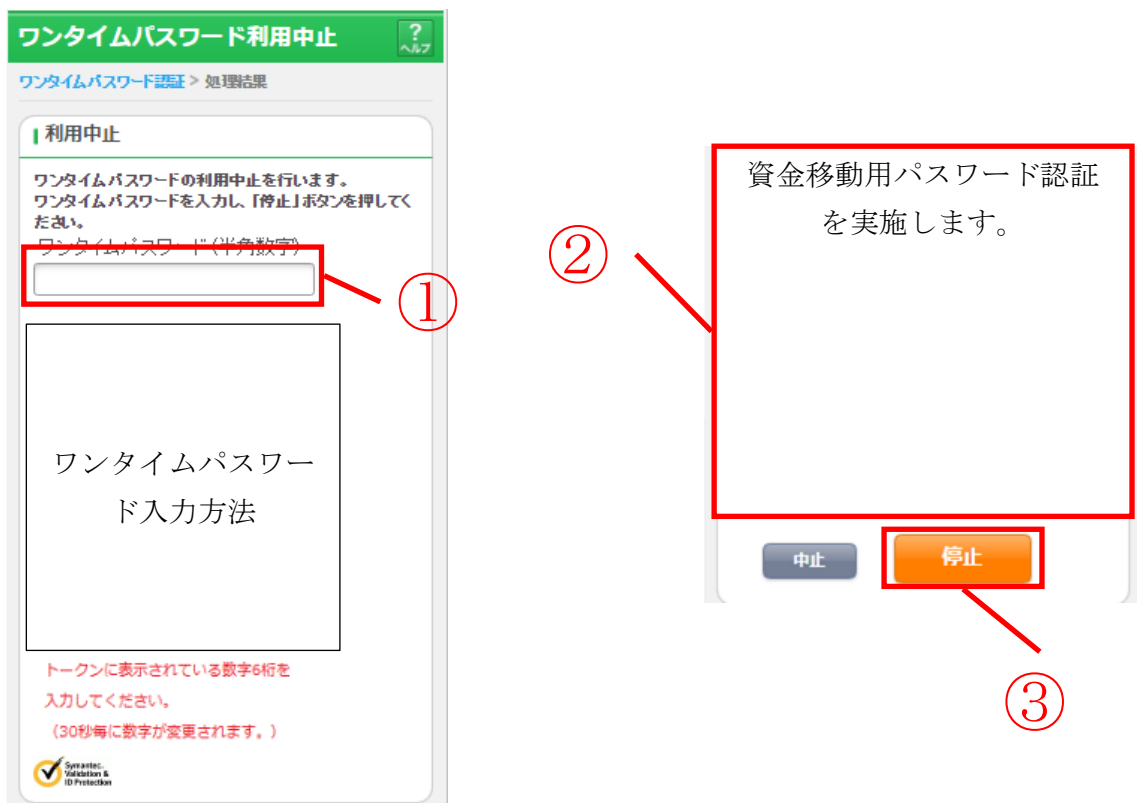 ワンタイムパスワード利用中止
?
ヘルプ
ワンタイムパスワード認証 > 処理結果
利用中止
ワンタイムパスワードの利用中止を行います。
ワンタイムパスワードを入力し、「停止」ボタンを押してく
ださい。
ワンタイムパスワード(半角数字)
①
ワンタイムパスワー
ド入力方法
トークンに表示されている数字6桁を
入力してください。
(30秒毎に数字が変更されます。)
Symantec.
Validation &
ID Protection
資金移動用パスワード認証
を実施します。
②
中止
停止
③